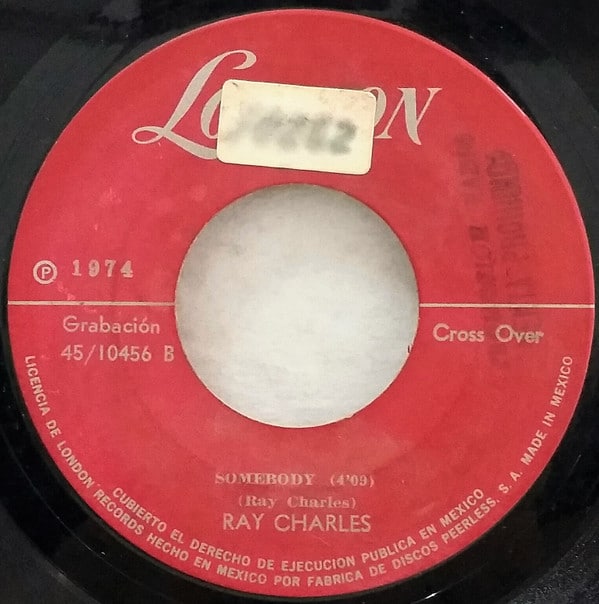 LONDON
℗ 1974
Grabación
45/10456 B
Cross Over
SOMEBODY (4'09)
(Ray Charles)
RAY CHARLES
CUBIERTO EL DERECHO DE EJECUCION PUBLICA EN MEXICO
LICENCIA DE LONDON RECORDS HECHO EN MEXICO POR FABRICA DE DISCOS PEERLESS. S. A. MADE IN MEXICO